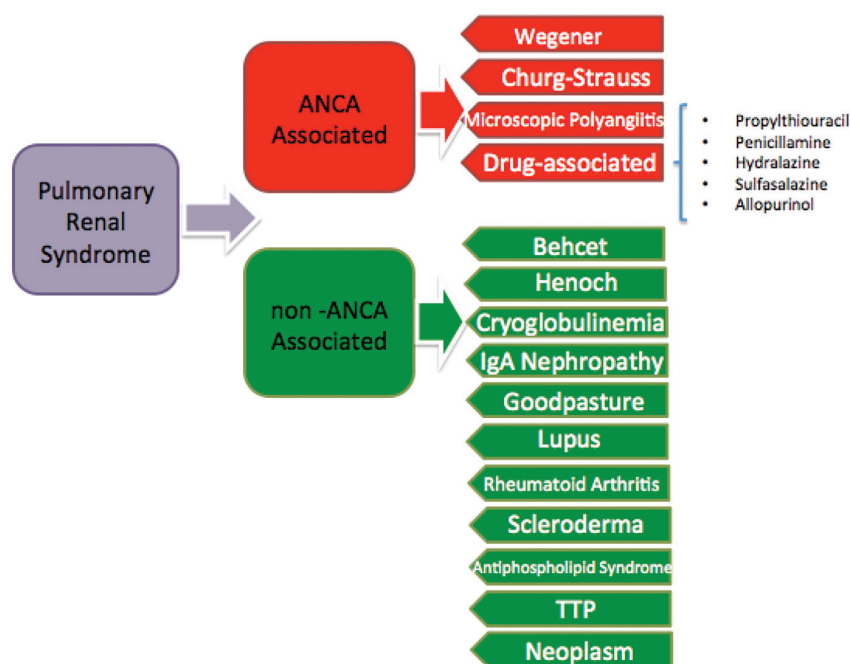 Pulmonary
Renal
Syndrome
ANCA
Associated
Wegener
Churg-Strauss
Microscopic Polyangiitis
Drug-associated
• Propylthiouracil
• Penicillamine
• Hydralazine
• Sulfasalazine
• Allopurinol
non -ANCA
Associated
Behcet
Henoch
Cryoglobulinemia
IgA Nephropathy
Goodpasture
Lupus
Rheumatoid Arthritis
Scleroderma
Antiphospholipid Syndrome
TTP
Neoplasm